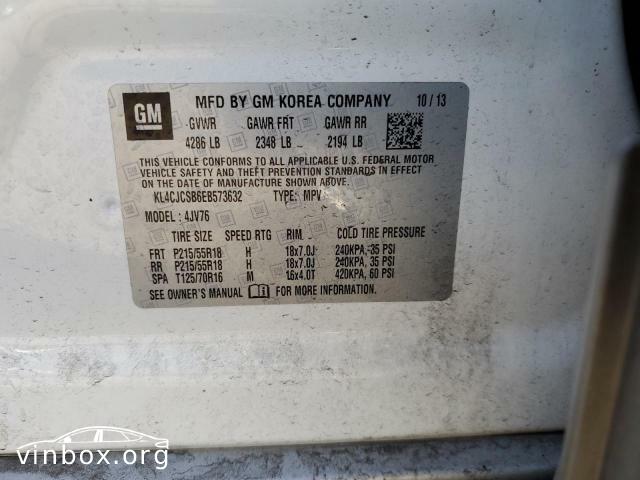 GM
MFD BY GM KOREA COMPANY 10/13
GVWR GAWR FRT GAWR RR
4286 LB 2348 LB 2194 LB
THIS VEHICLE CONFORMS TO ALL APPLICABLE U.S. FEDERAL MOTOR
VEHICLE SAFETY, BUMPER, AND THEFT PREVENTION STANDARDS IN
EFFECT ON THE DATE OF MANUFACTURE SHOWN ABOVE.
KL4CJCSB6EB573632 TYPE: MPV
MODEL: 4JV76
TIRE SIZE SPEED RTG RIM COLD TIRE PRESSURE
FRT P215/55R18 H 18x7.0J 240KPA, 35 PSI
RR P215/55R18 H 18x7.0J 240KPA, 35 PSI
SPA T125/70R16 M 16x4.0T 420KPA, 60 PSI
SEE OWNER'S MANUAL FOR MORE INFORMATION.
vinbox.org